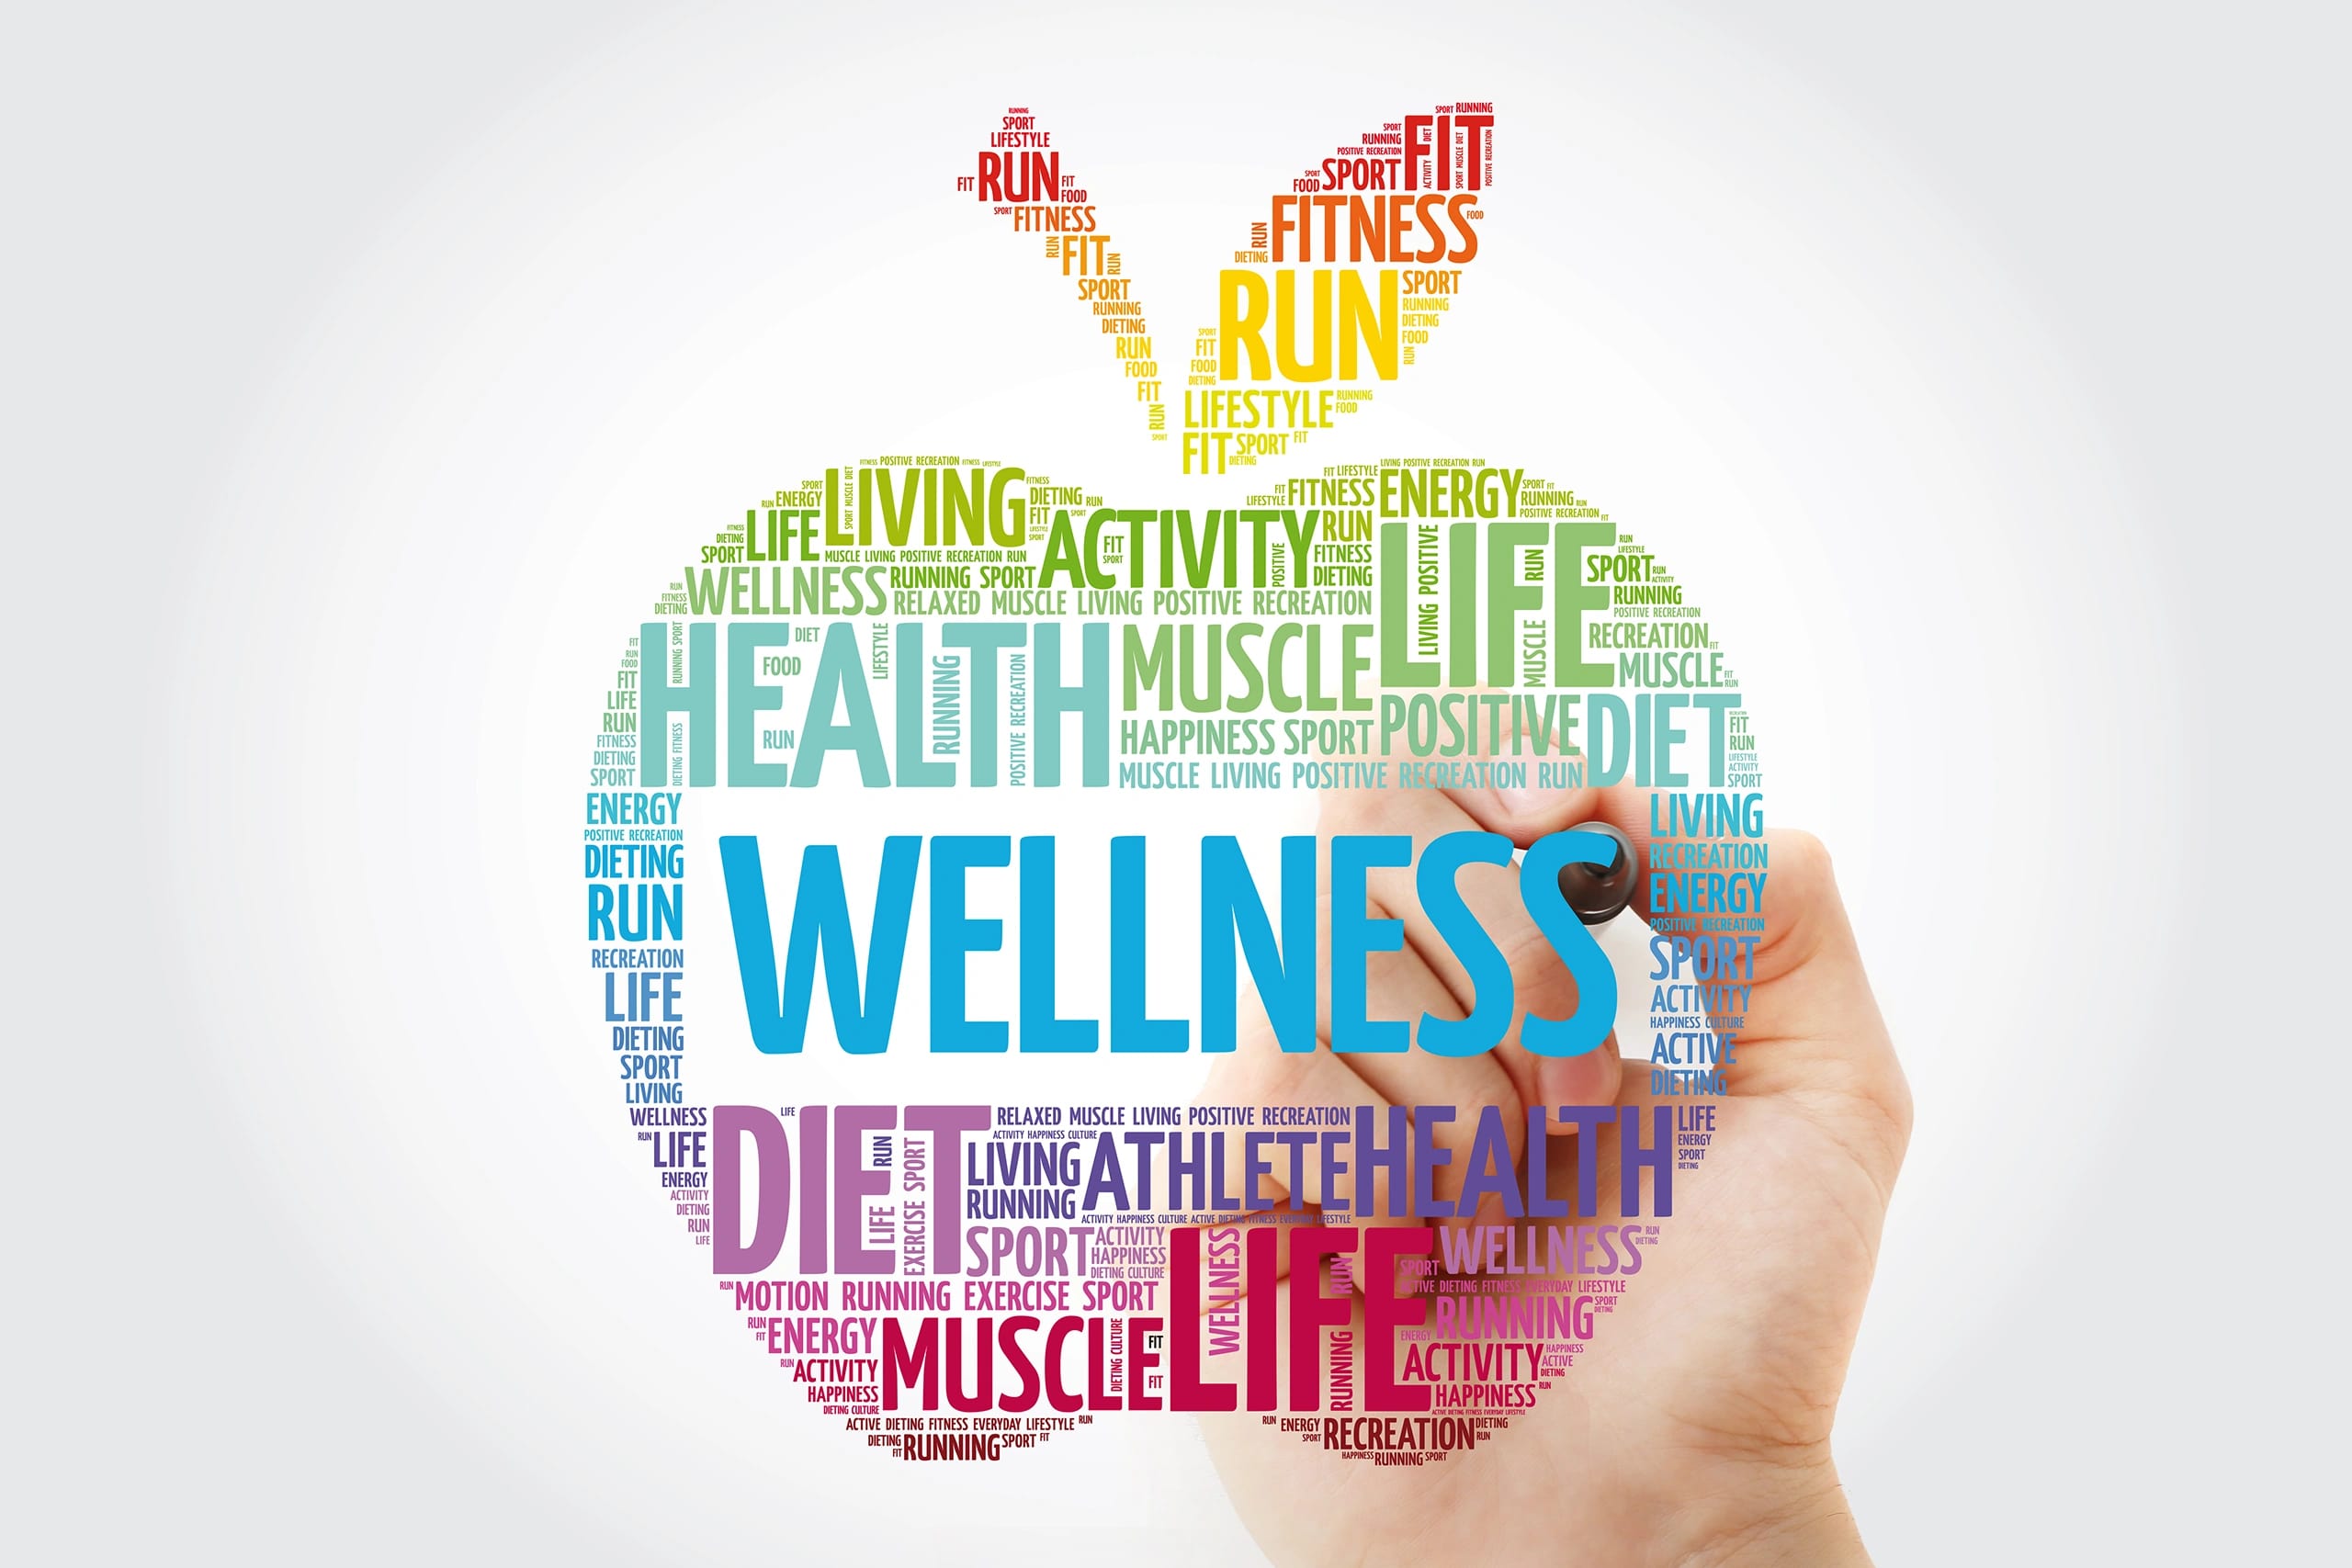 RUNNING
SPORT
LIFESTYLE
FIT RUN FIT
FOOD
SPORT FITNESS
RUN FIT RUN
SPORT
RUNNING
DIETING
RUN
FOOD
FIT
RUN
SPORT
SPORT RUNNING
SPORT
RUNNING
POSITIVE RECREATION
SPORT
FOOD SPORT FIT
ACTIVITY DIET
SPORT MUSCLE DIET
POSITIVE RECREATION
RUN FITNESS FOOD
DIETING
RUN SPORT
RUNNING
DIETING
FOOD
RUN
SPORT
FIT
FOOD
DIETING
LIFESTYLE RUNNING
FOOD
FIT SPORT FIT
DIETING
FITNESS POSITIVE RECREATION FITNESS LIFESTYLE
SPORT
RUN ENERGY
SPORT MUSCLE DIET
LIVING FITNESS
DIETING RUN
FIT SPORT
LIFESTYLE
SPORT
FITNESS
DIETING
SPORT LIFE
MUSCLE LIVING POSITIVE RECREATION RUN
ACTIVITY
FIT
SPORT
POSITIVE
LIVING POSITIVE RECREATION RUN
FIT LIFESTYLE
FIT
LIFESTYLE FITNESS ENERGY SPORT FIT
RUNNING RUN
POSITIVE RECREATION FIT
RUN
FITNESS
DIETING
LIFE
LIVING POSITIVE
MUSCLE RUN
RUN
LIFESTYLE
SPORT RUN
ACTIVITY
RUNNING
POSITIVE RECREATION
RECREATION FIT
MUSCLE FIT
RUN
RUN
FITNESS
DIETING WELLNESS RUNNING SPORT
RELAXED MUSCLE LIVING POSITIVE RECREATION
FIT
RUN
FOOD
FIT
LIFE
RUN
FITNESS
DIETING
SPORT
HEALTH
RUNNING SPORT
DIETING FITNESS
DIET
FOOD
RUN
LIFESTYLE
RUNNING
POSITIVE RECREATION
MUSCLE
HAPPINESS SPORT POSITIVE DIET
MUSCLE LIVING POSITIVE RECREATION RUN
FIT
RUN
LIFESTYLE
ACTIVITY
SPORT
ENERGY
POSITIVE RECREATION
DIETING
RUN
RECREATION
LIFE
DIETING
SPORT
LIVING
WELLNESS
LIVING
RECREATION
ENERGY
POSITIVE RECREATION
SPORT
ACTIVITY
HAPPINESS CULTURE
ACTIVE
DIETING
WELLNESS
RUN LIFE
ENERGY
ACTIVITY
DIETING
RUN
LIFE
DIET
LIFE
LIFE RUN
EXERCISE SPORT
RELAXED MUSCLE LIVING POSITIVE RECREATION
ACTIVITY HAPPINESS CULTURE
LIVING
RUNNING
ATHLETE
HEALTH
LIFE
ENERGY
SPORT
DIETING
ACTIVITY HAPPINESS CULTURE ACTIVE DIETING FITNESS EVERYDAY LIFESTYLE
SPORT ACTIVITY
HAPPINESS
DIETING CULTURE
LIFE
WELLNESS
RUNNING RUN
SPORT WELLNESS RUN
DIETING
ACTIVE DIETING FITNESS EVERYDAY LIFESTYLE
RUN MOTION RUNNING EXERCISE SPORT
ENERGY RUNNING SPORT
DIETING
RUN
FIT ENERGY
RUN ACTIVITY
HAPPINESS
DIETING CULTURE
MUSCLE
DIETING CULTURE
FIT
FIT
ACTIVITY HAPPINESS
ACTIVE
DIETING
HAPPINESS RUN
ACTIVE DIETING FITNESS EVERYDAY LIFESTYLE
ACTIVE DIETING FITNESS EVERYDAY LIFESTYLE RUN
DIETING
FIT RUNNING SPORT FIT
RUN ENERGY
SPORT RECREATION DIETING
RUN
HAPPINESS RUNNING SPORT